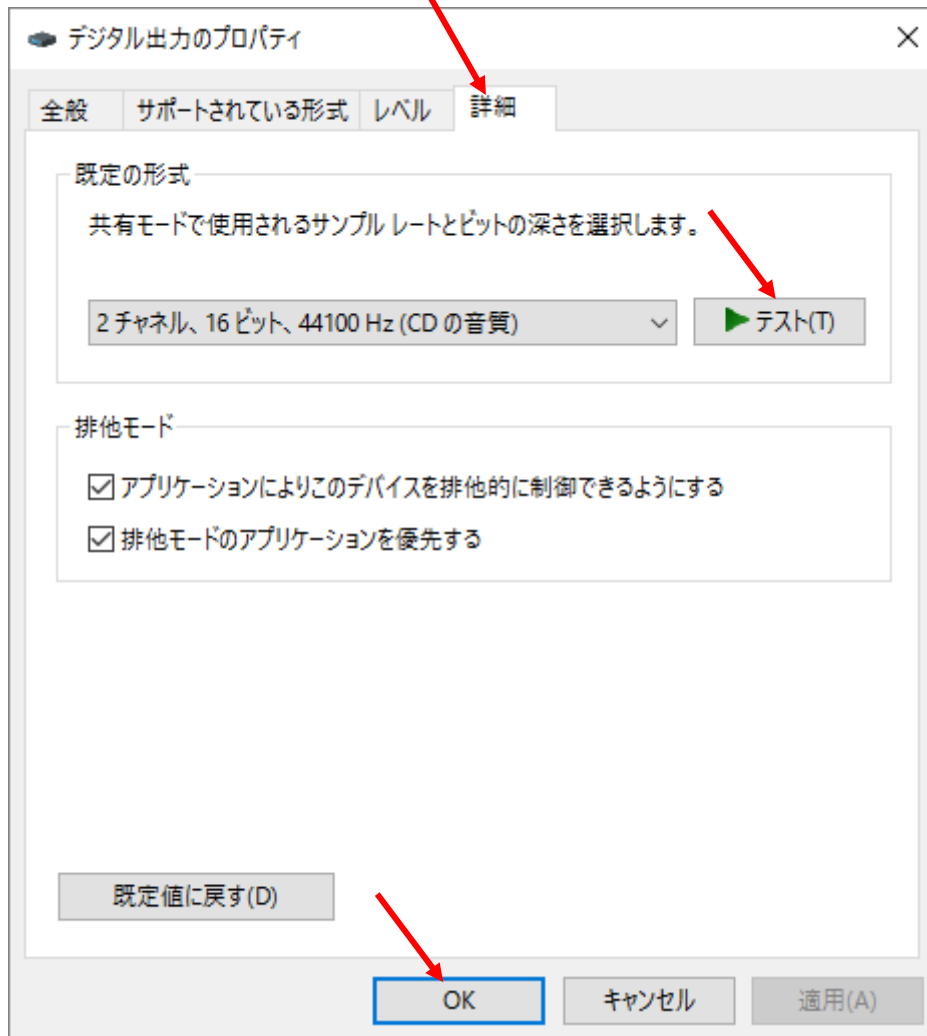 デジタル出力のプロパティ
全般 サポートされている形式 レベル 詳細
既定の形式
共有モードで使用されるサンプル レートとビットの深さを選択します。
2 チャネル、16 ビット、44100 Hz (CD の音質) テスト(T)
排他モード
アプリケーションによりこのデバイスを排他的に制御できるようにする
排他モードのアプリケーションを優先する
既定値に戻す(D)
OK キャンセル 適用(A)